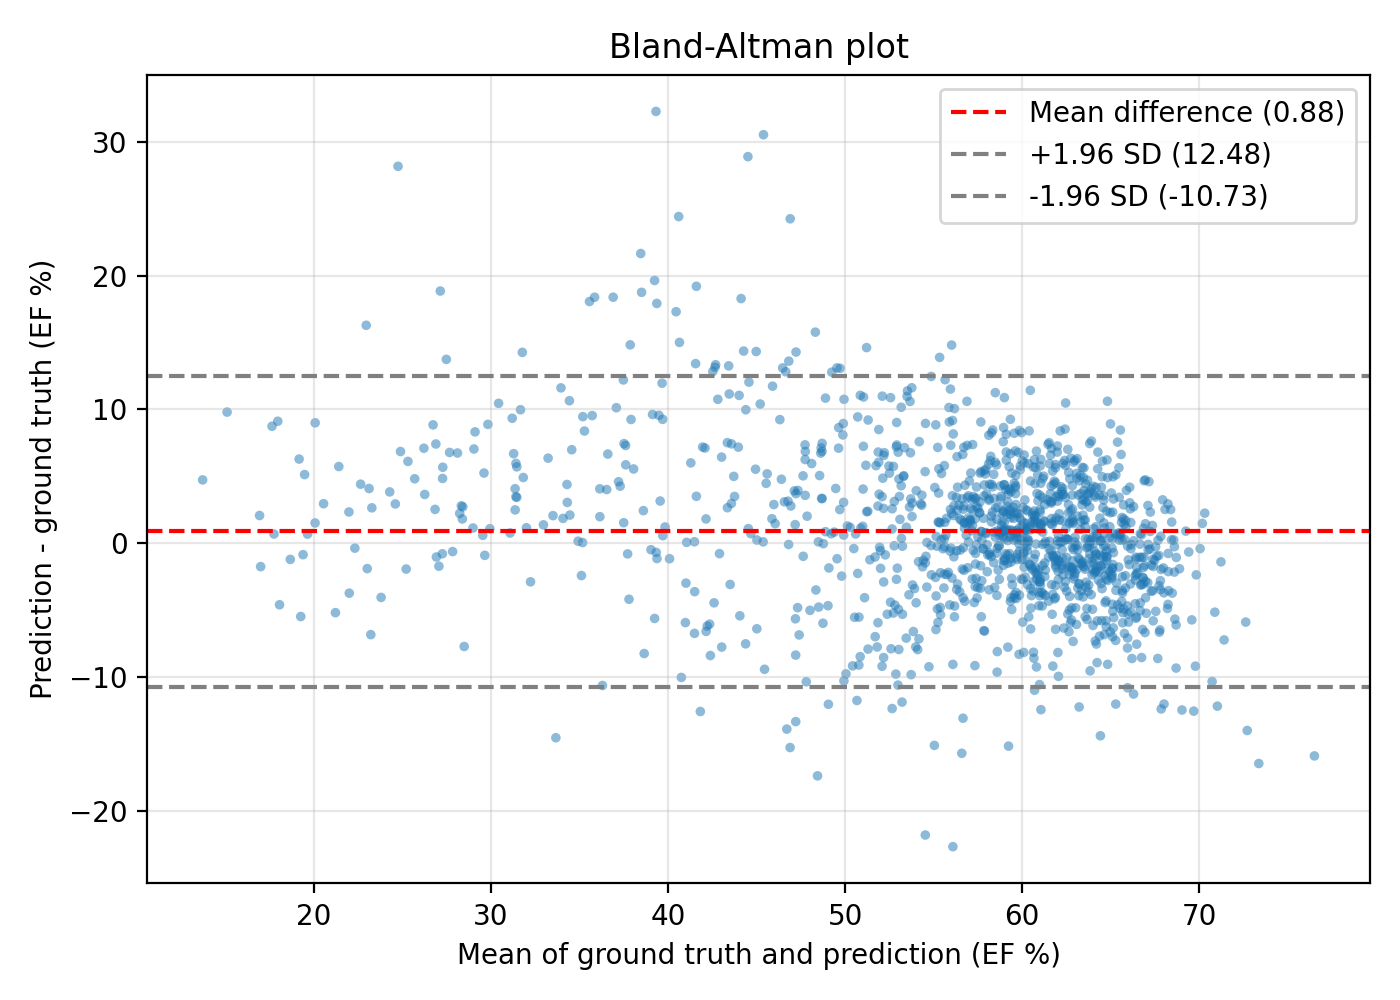 Bland-Altman plot
Mean difference (0.88)
+1.96 SD (12.48)
-1.96 SD (-10.73)
Prediction - ground truth (EF %)
30
20
10
0
−10
−20
20 30 40 50 60 70
Mean of ground truth and prediction (EF %)